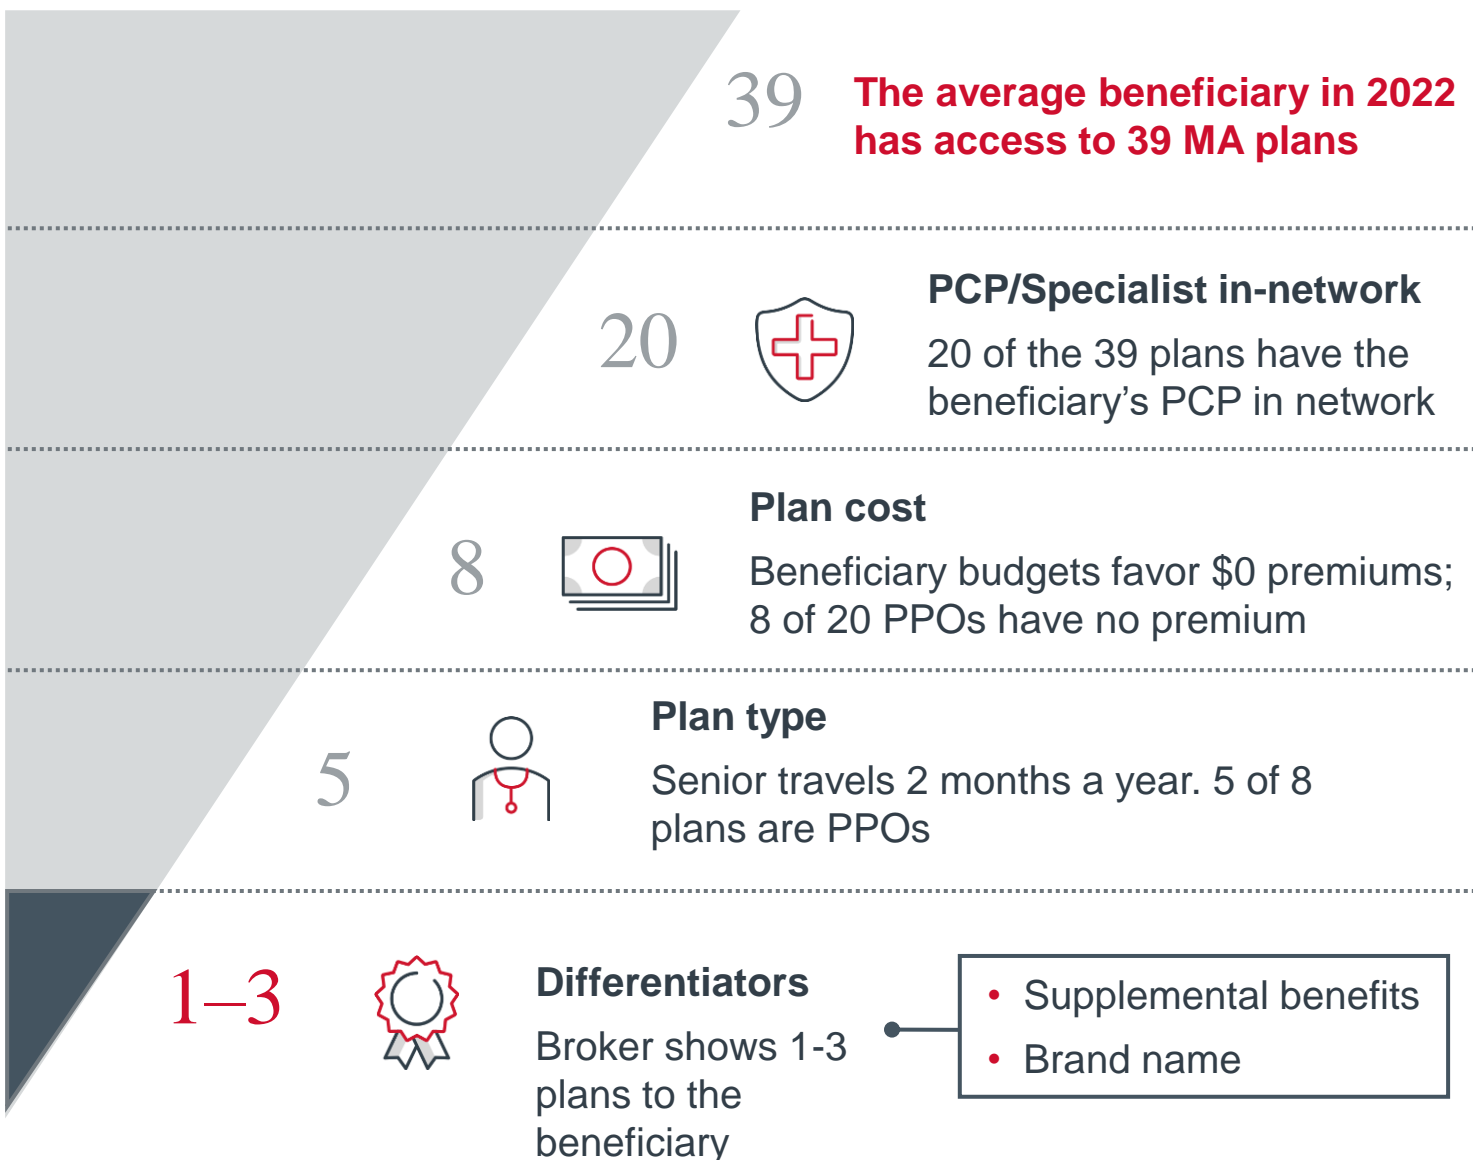 39
The average beneficiary in 2022
has access to 39 MA plans
20
PCP/Specialist in-network
20 of the 39 plans have the
beneficiary’s PCP in network
8
Plan cost
Beneficiary budgets favor $0 premiums;
8 of 20 PPOs have no premium
5
Plan type
Senior travels 2 months a year. 5 of 8
plans are PPOs
1–3
Differentiators
Broker shows 1-3
plans to the
beneficiary
• Supplemental benefits
• Brand name